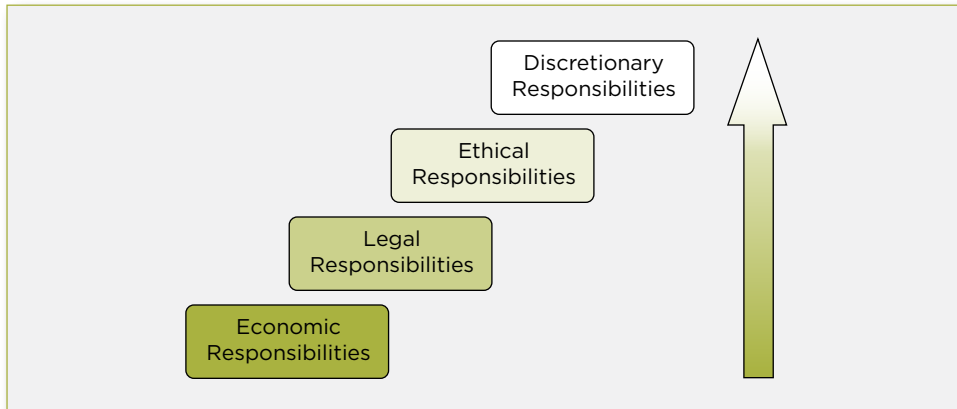 Discretionary
Responsibilities
Ethical
Responsibilities
Legal
Responsibilities
Economic
Responsibilities